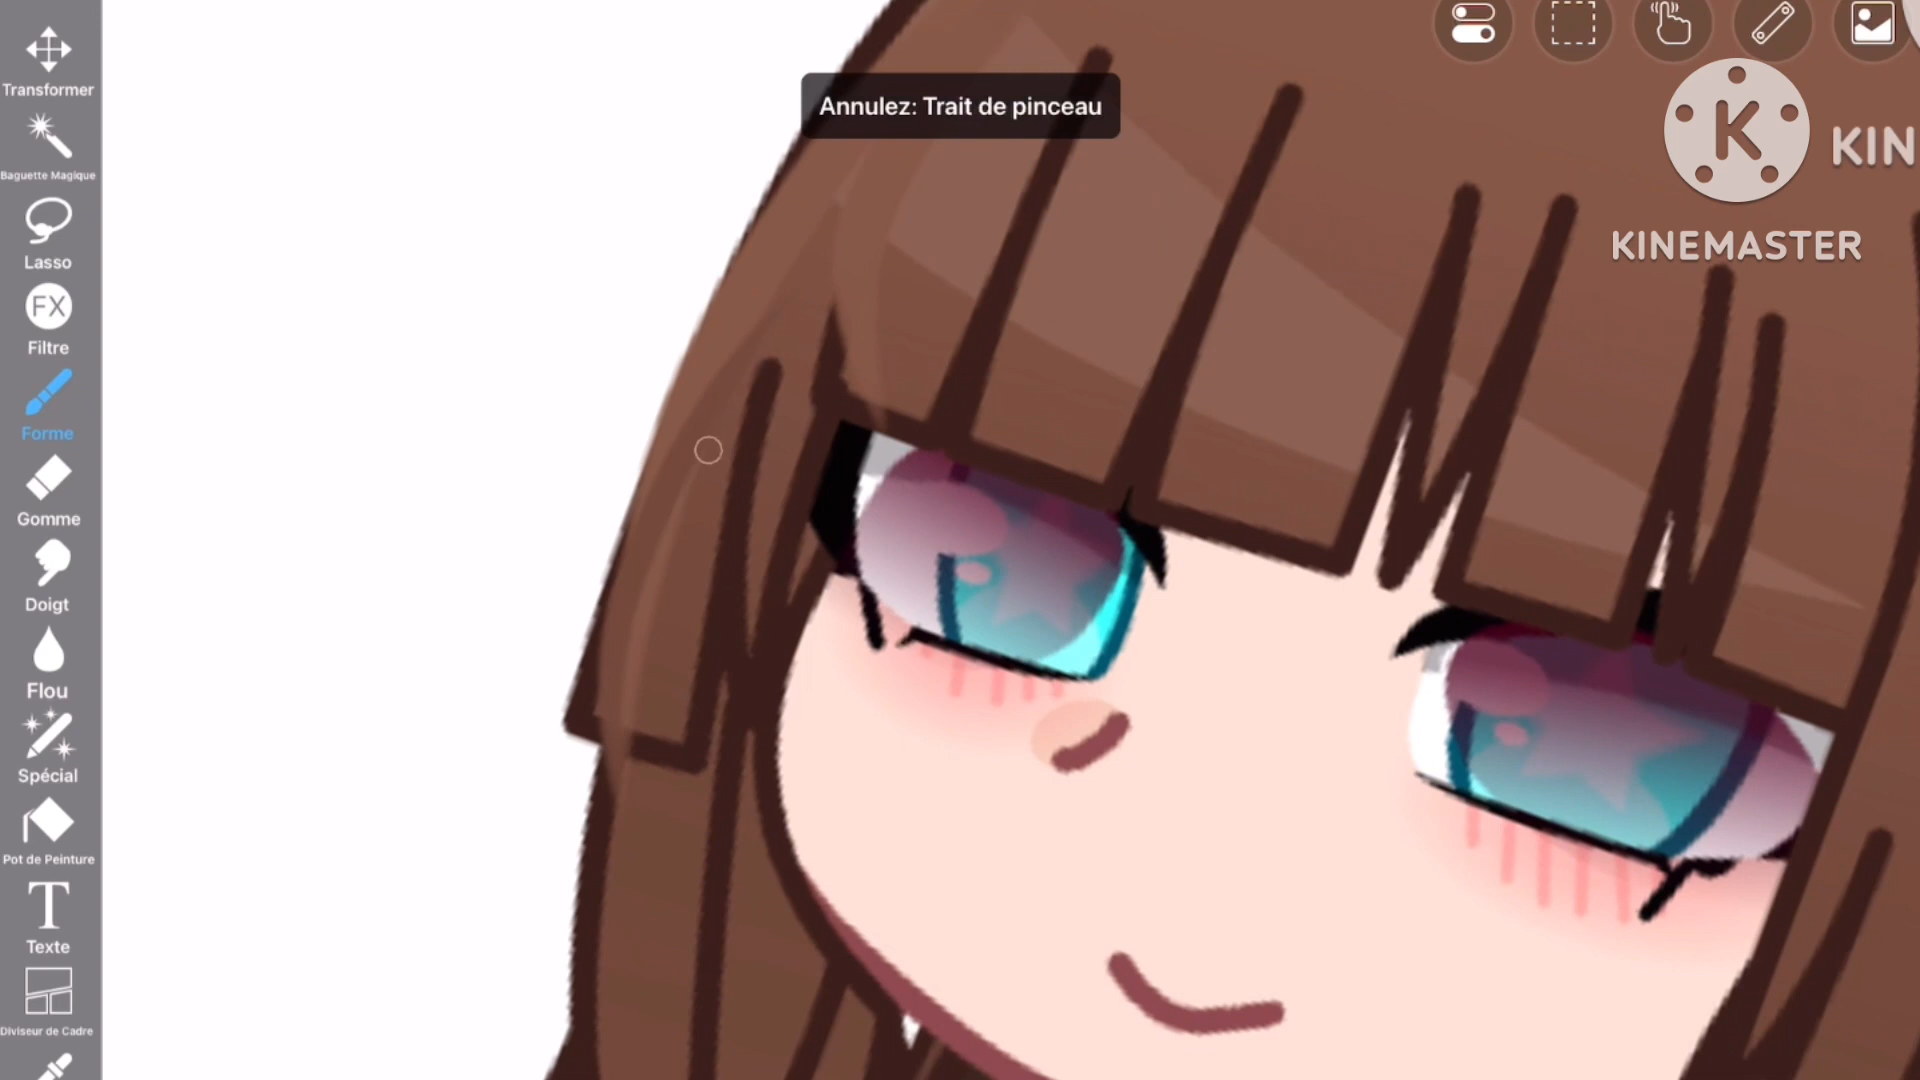 Transformer
Baguette Magique
Lasso
FX
Filtre
Forme
Gomme
Doigt
Flou
Spécial
Pot de Peinture
T
Texte
Diviseur de Cadre
Annulez: Trait de pinceau
K
KIN
KINEMASTER